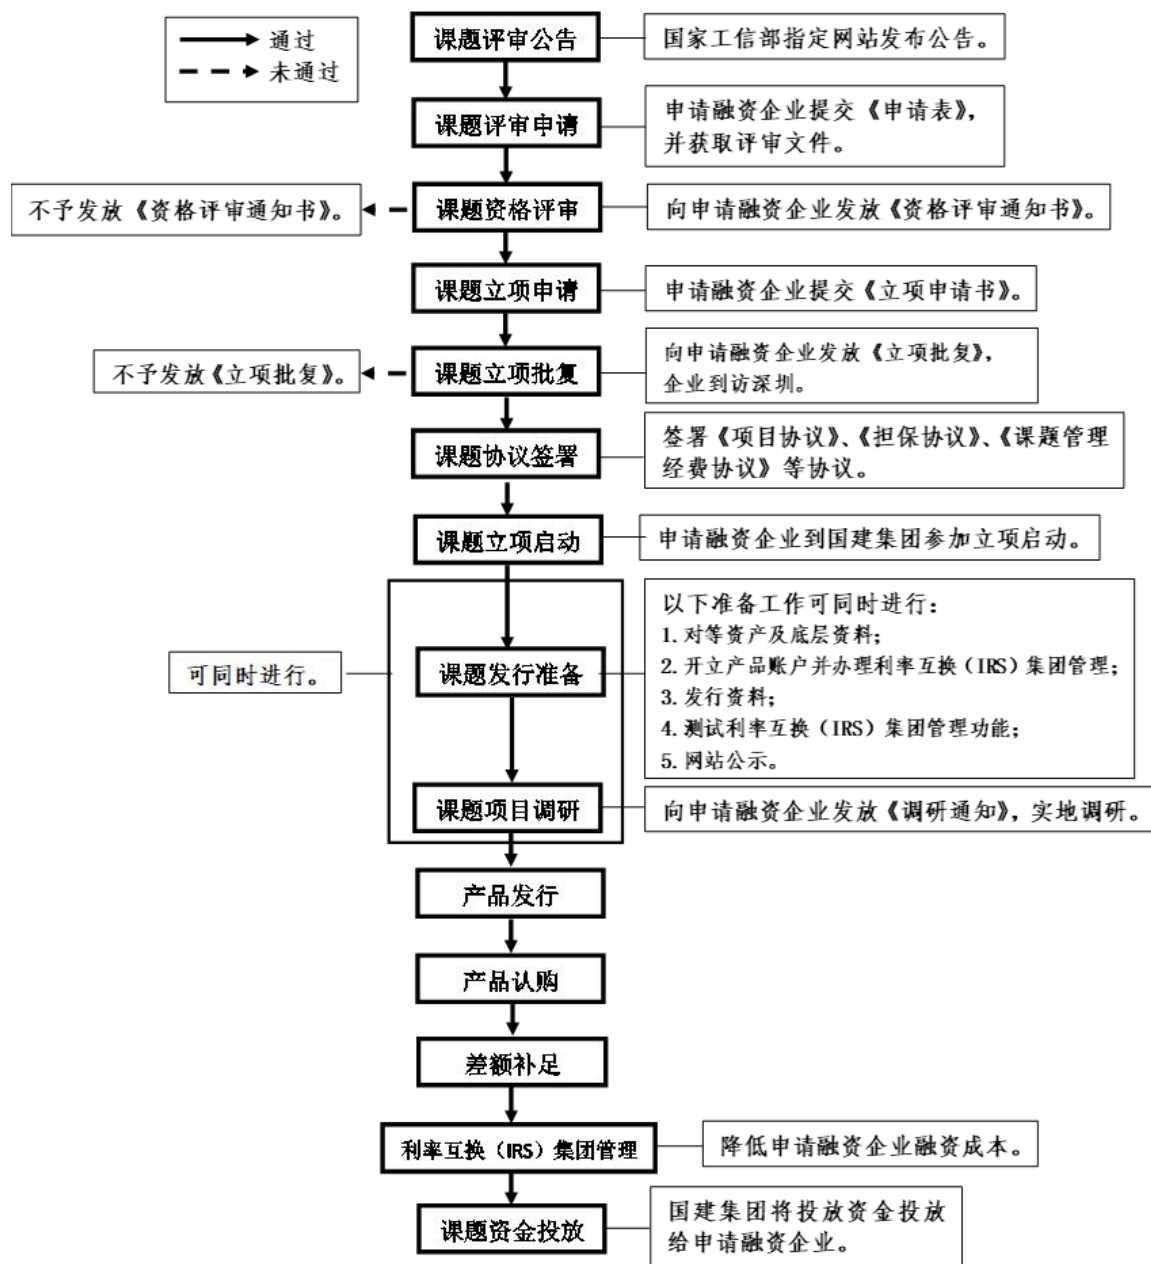 通过
未通过
课题评审公告
国家工信部指定网站发布公告。
课题评审申请
申请融资企业提交《申请表》，
并获取评审文件。
不予发放《资格评审通知书》。
课题资格评审
向申请融资企业发放《资格评审通知书》。
课题立项申请
申请融资企业提交《立项申请书》。
不予发放《立项批复》。
课题立项批复
向申请融资企业发放《立项批复》，
企业到访深圳。
课题协议签署
签署《项目协议》、《担保协议》、《课题管理
经费协议》等协议。
课题立项启动
申请融资企业到国建集团参加立项启动。
可同时进行。
课题发行准备
以下准备工作可同时进行：
1. 对等资产及底层资料；
2. 开立产品账户并办理利率互换（IRS）集团管理；
3. 发行资料；
4. 测试利率互换（IRS）集团管理功能；
5. 网站公示。
课题项目调研
向申请融资企业发放《调研通知》，实地调研。
产品发行
产品认购
差额补足
利率互换（IRS）集团管理
降低申请融资企业融资成本。
课题资金投放
国建集团将投放资金投放
给申请融资企业。